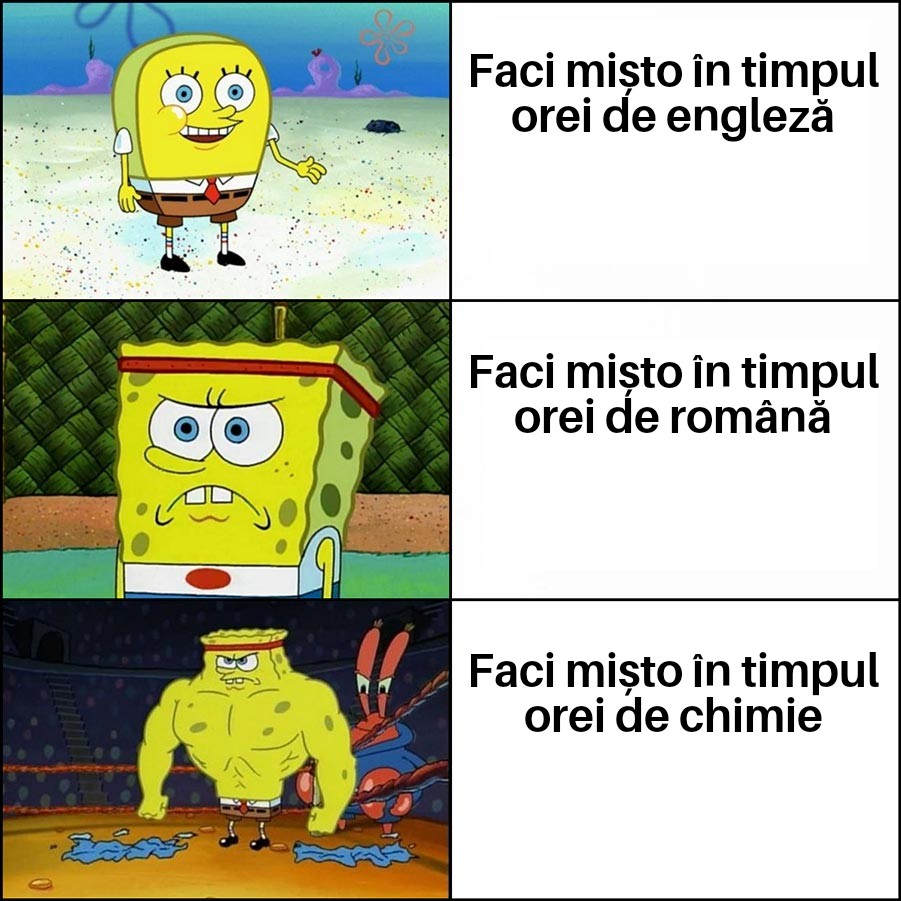 Faci mișto în timpul
orei de engleză
Faci mișto în timpul
orei de română
Faci mișto în timpul
orei de chimie